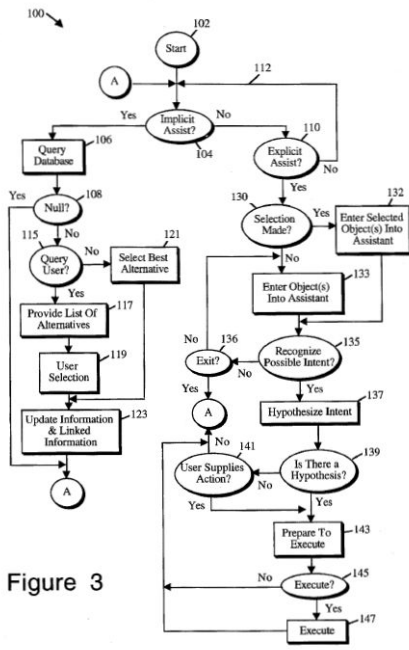 100
102
Start
A
112
Yes
Implicit
Assist?
No
104
110
Query
Database
106
Explicit
Assist?
No
Yes
108
Null?
Yes
130
132
No
115
121
Selection
Made?
Yes
Enter Selected
Object(s) Into
Assistant
Query
User?
No
Select Best
Alternative
No
133
Yes
Enter Object(s)
Into Assistant
Provide List Of
Alternatives
117
136
135
No
Exit?
No
Recognize
Possible Intent?
User
Selection
119
Yes
Yes
137
A
Hypothesize Intent
Update Information
& Linked
Information
123
No
141
139
User Supplies
Action?
No
Is There a
Hypothesis?
A
Yes
Yes
143
Prepare To
Execute
Figure 3
No
Execute?
145
Yes
147
Execute